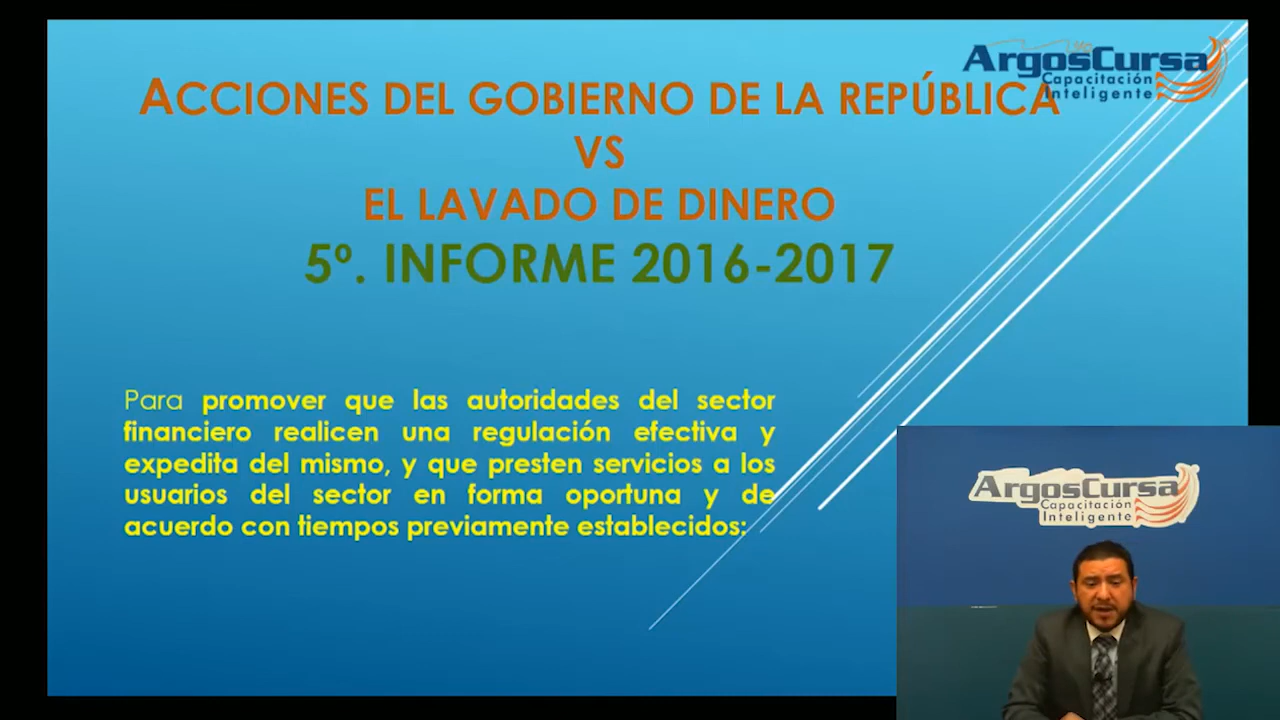 ArgosCursa
Capacitación
Inteligente
ACCIONES DEL GOBIERNO DE LA REPÚBLICA
VS
EL LAVADO DE DINERO
5º. INFORME 2016-2017
Para promover que las autoridades del sector
financiero realicen una regulación efectiva y
expedita del mismo, y que presten servicios a los
usuarios del sector en forma oportuna y de
acuerdo con tiempos previamente establecidos:
ArgosCursa
Capacitación
Inteligente